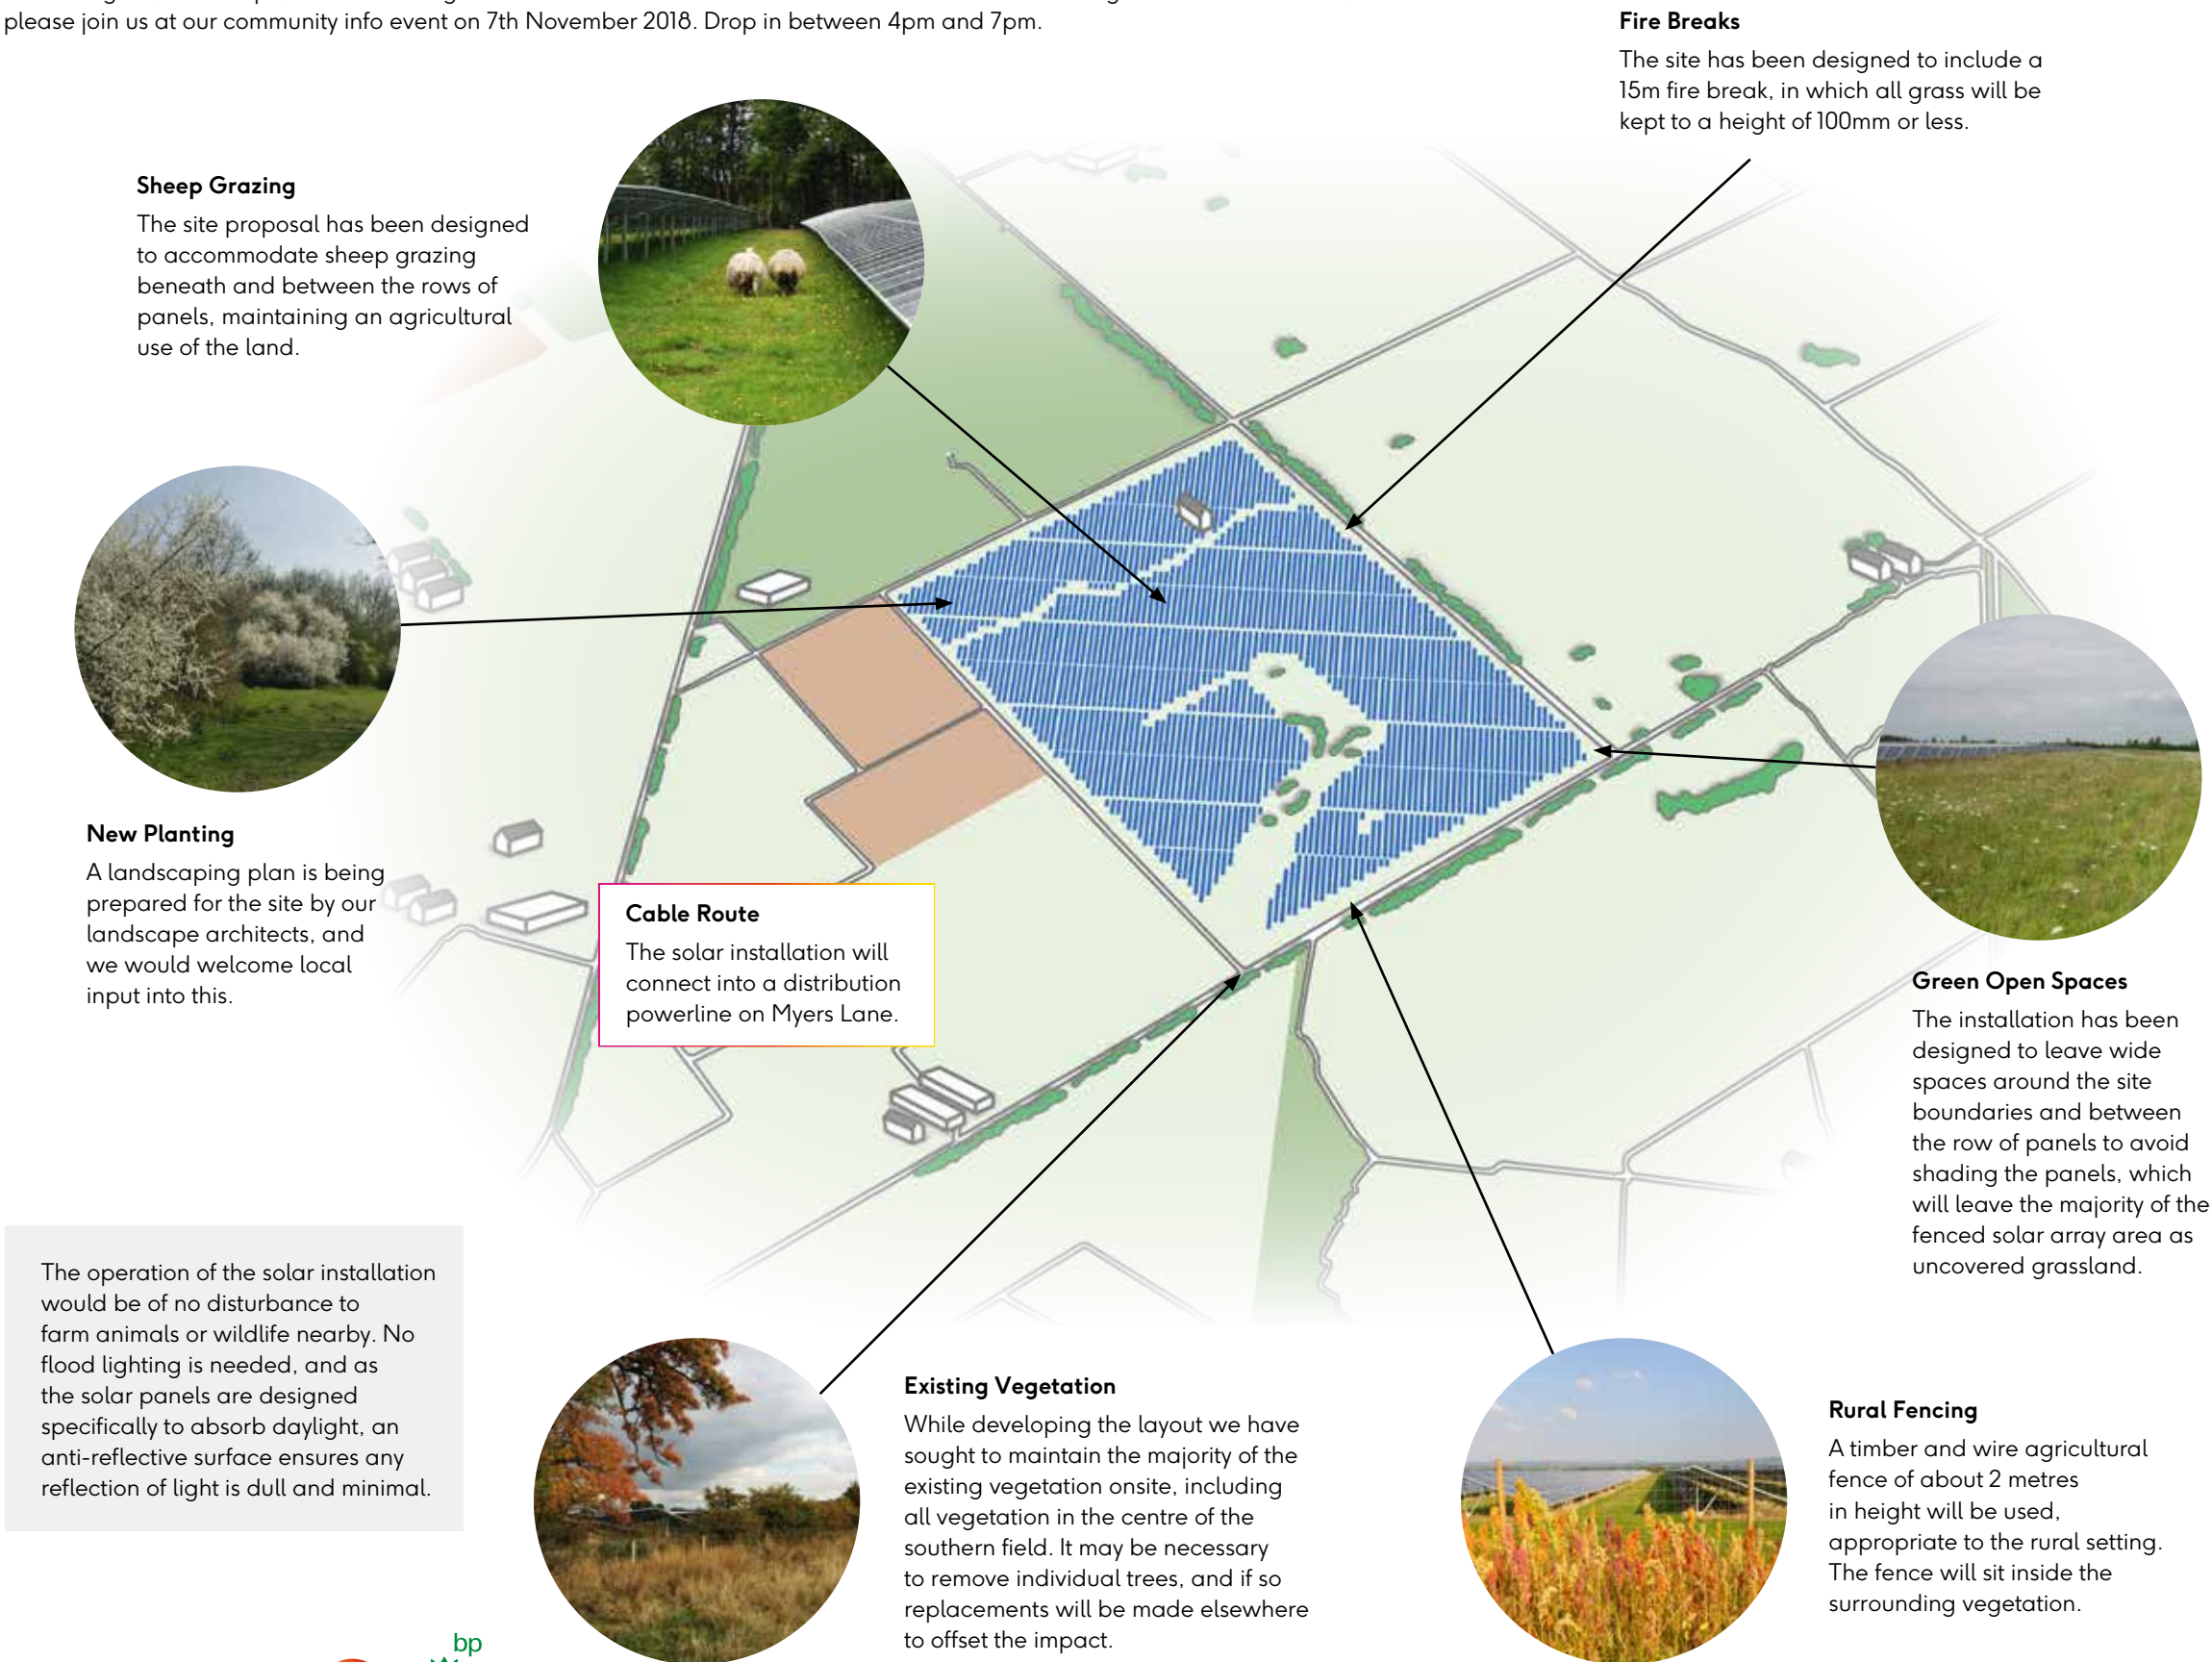 please join us at our community info event on 7th November 2018. Drop in between 4pm and 7pm.
Fire Breaks
The site has been designed to include a
15m fire break, in which all grass will be
kept to a height of 100mm or less.
Sheep Grazing
The site proposal has been designed
to accommodate sheep grazing
beneath and between the rows of
panels, maintaining an agricultural
use of the land.
New Planting
A landscaping plan is being
prepared for the site by our
landscape architects, and
we would welcome local
input into this.
Cable Route
The solar installation will
connect into a distribution
powerline on Myers Lane.
Green Open Spaces
The installation has been
designed to leave wide
spaces around the site
boundaries and between
the row of panels to avoid
shading the panels, which
will leave the majority of the
fenced solar array area as
uncovered grassland.
The operation of the solar installation
would be of no disturbance to
farm animals or wildlife nearby. No
flood lighting is needed, and as
the solar panels are designed
specifically to absorb daylight, an
anti-reflective surface ensures any
reflection of light is dull and minimal.
Existing Vegetation
While developing the layout we have
sought to maintain the majority of the
existing vegetation onsite, including
all vegetation in the centre of the
southern field. It may be necessary
to remove individual trees, and if so
replacements will be made elsewhere
to offset the impact.
Rural Fencing
A timber and wire agricultural
fence of about 2 metres
in height will be used,
appropriate to the rural setting.
The fence will sit inside the
surrounding vegetation.
bp